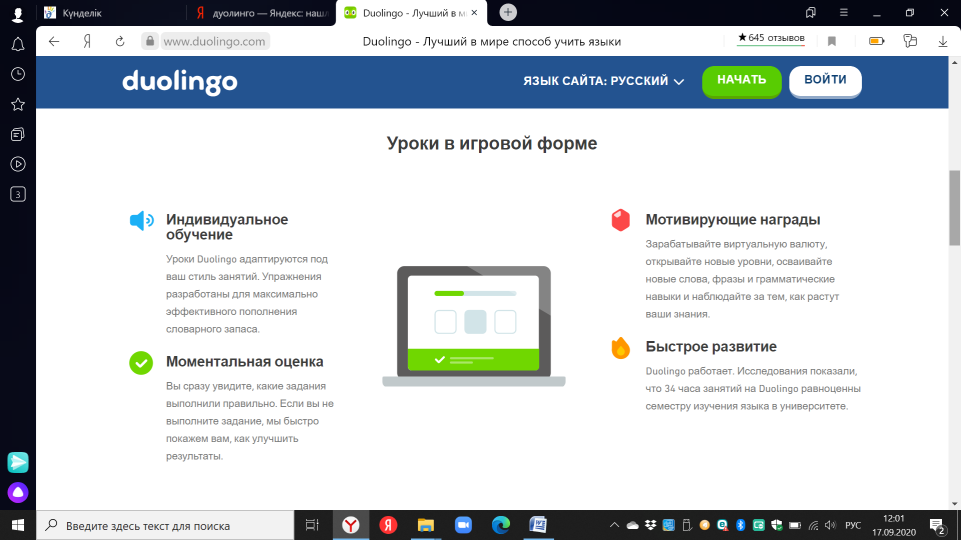 Күнделік
дуолинго — Яндекс: наш
Duolingo - Лучший в м
www.duolingo.com
Duolingo - Лучший в мире способ учить языки
★645 отзывов
duolingo
ЯЗЫК САЙТА: РУССКИЙ
НАЧАТЬ
ВОЙТИ
Уроки в игровой форме
Индивидуальное
обучение
Уроки Duolingo адаптируются под
ваш стиль занятий. Упражнения
разработаны для максимально
эффективного пополнения
словарного запаса.
Моментальная оценка
Вы сразу увидите, какие задания
выполнили правильно. Если вы не
выполните задание, мы быстро
покажем вам, как улучшить
результаты.
Мотивирующие награды
Зарабатывайте виртуальную валюту,
открывайте новые уровни, осваивайте
новые слова, фразы и грамматические
навыки и наблюдайте за тем, как растут
ваши знания.
Быстрое развитие
Duolingo работает. Исследования показали,
что 34 часа занятий на Duolingo равноценны
семестру изучения языка в университете.
3
Введите здесь текст для поиска
РУС
12:01
17.09.2020
2